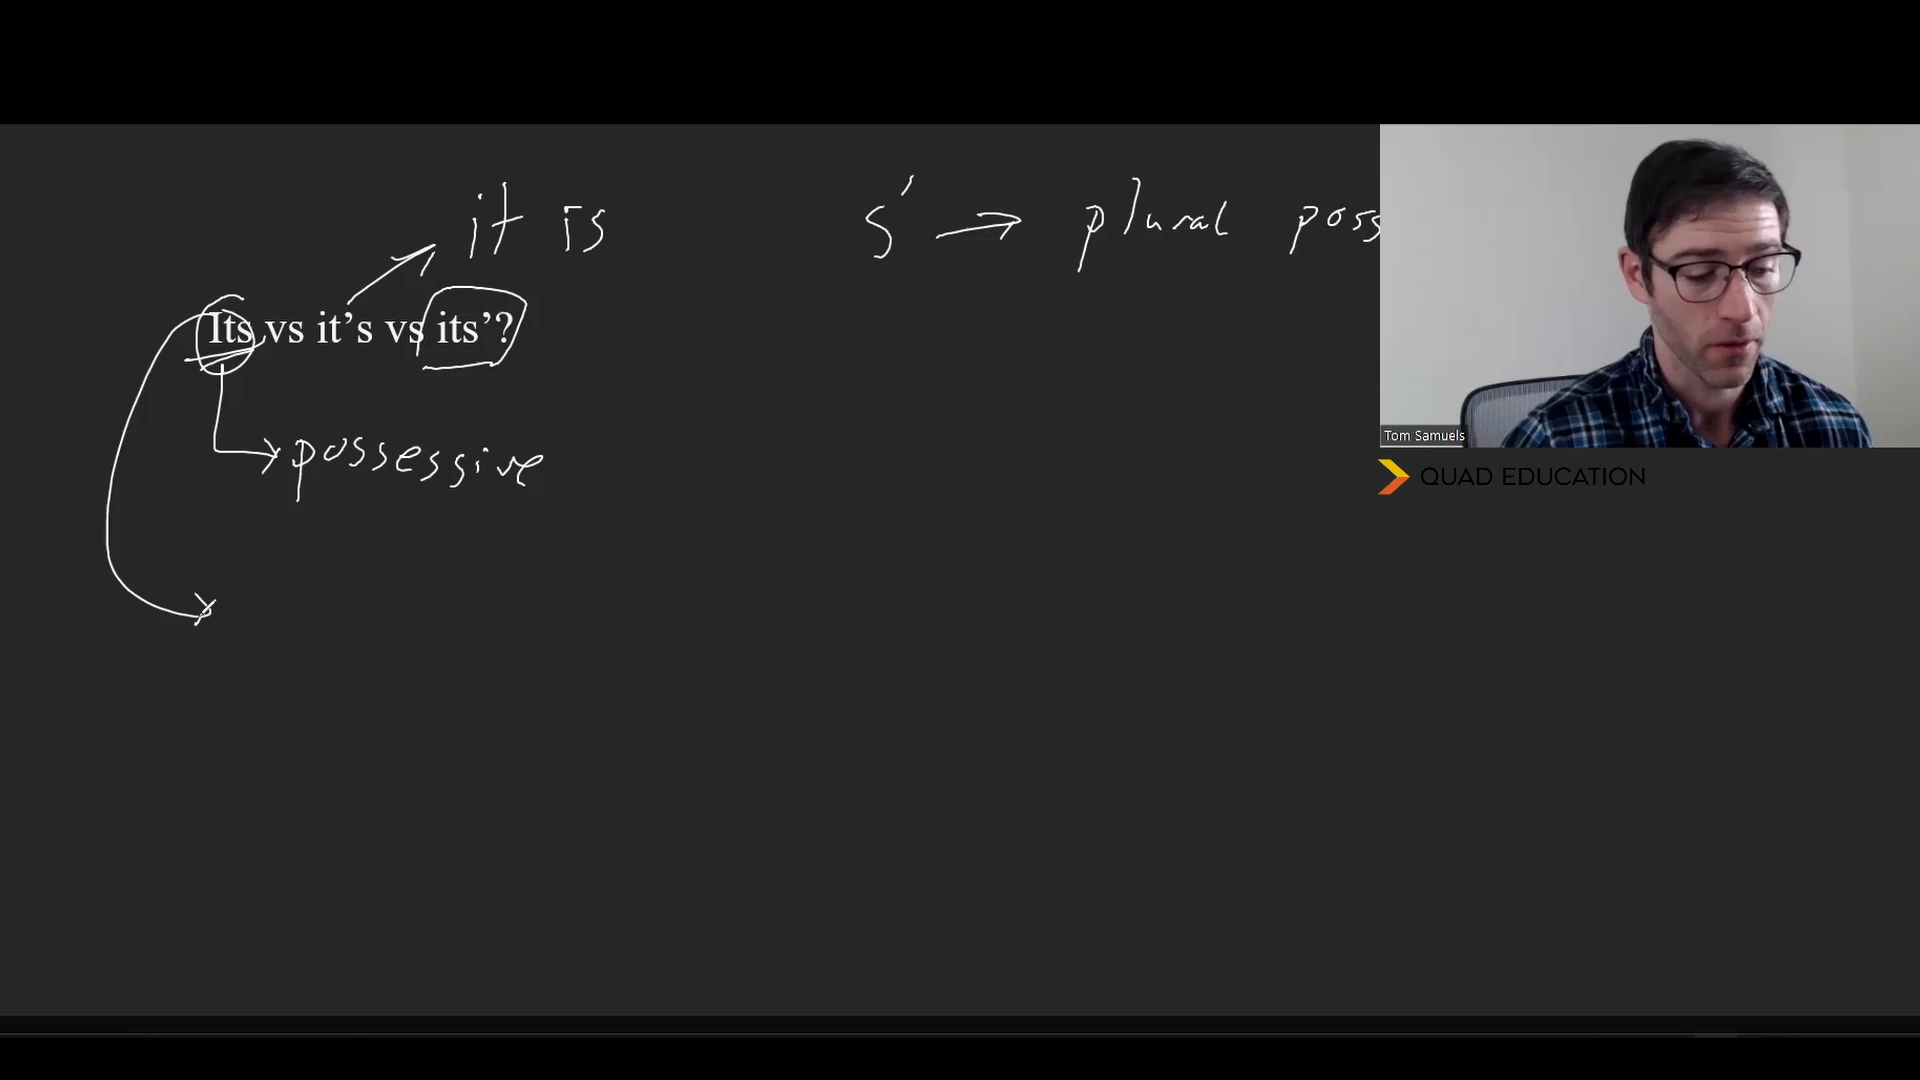 it is
s' → plural poss
Its vs it’s vs its’?
possessive
Tom Samuels
QUAD EDUCATION